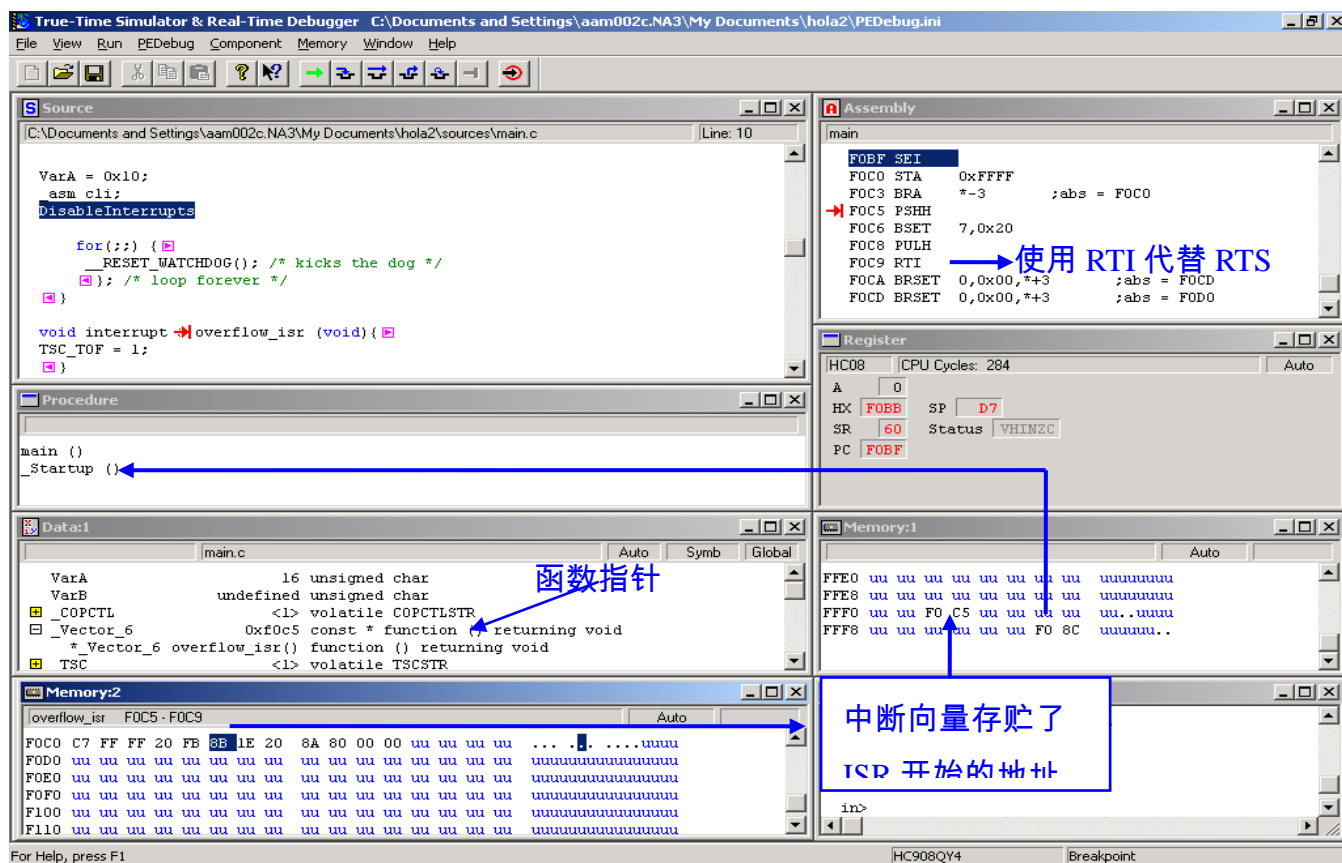 True-Time Simulator & Real-Time Debugger C:\Documents and Settings\aam002c.NA3\My Documents\hola2\PEDebug.ini
File View Run PEDebug Component Memory Window Help
Source
C:\Documents and Settings\aam002c.NA3\My Documents\hola2\sources\main.c Line: 10
VarA = 0x10;
asm cli;
DisableInterrupts
for(;;) {
__RESET_WATCHDOG(); /* kicks the dog */
}; /* loop forever */
}
void interrupt overflow_isr (void){
TSC_TOF = 1;
}
Assembly
main
F0BF SEI
F0C0 STA 0xFFFF
F0C3 BRA *-3 ;abs = F0C0
F0C5 PSHH
F0C6 BSET 7,0x20
F0C8 PULH
F0C9 RTI
使用 RTI 代替 RTS
F0CA BRSET 0,0x00,*+3 ;abs = F0CD
F0CD BRSET 0,0x00,*+3 ;abs = F0D0
Register
HC08 CPU Cycles: 284 Auto
A 0
HX F0BB SP D7
SR 60 Status VHINZC
PC F0BF
Procedure
main ()
_Startup ()
Data:1
main.c Auto Symb Global
VarA 16 unsigned char
VarB undefined unsigned char
_COPCTL <1> volatile COPCTLSTR
_Vector_6 0xf0c5 const * function () returning void
*_Vector_6 overflow_isr() function () returning void
_TSC <1> volatile TSCSTR
函数指针
Memory:1
Auto
FFE0 uu uu uu uu uu uu uu uu uuuuuuuu
FFE8 uu uu uu uu uu uu uu uu uuuuuuuu
FFF0 uu uu F0 C5 uu uu uu uu uu..uuuu
FFF8 uu uu uu uu uu uu F0 8C uuuuuu..
Memory:2
overflow_isr F0C5 - F0C9 Auto
F0C0 C7 FF FF 20 FB 8B 1E 20 8A 80 00 00 uu uu uu uu ... .. . ....uuuu
F0D0 uu uu uu uu uu uu uu uu uu uu uu uu uu uu uu uu uuuuuuuuuuuuuuuu
F0E0 uu uu uu uu uu uu uu uu uu uu uu uu uu uu uu uu uuuuuuuuuuuuuuuu
F0F0 uu uu uu uu uu uu uu uu uu uu uu uu uu uu uu uu uuuuuuuuuuuuuuuu
F100 uu uu uu uu uu uu uu uu uu uu uu uu uu uu uu uu uuuuuuuuuuuuuuuu
F110 uu uu uu uu uu uu uu uu uu uu uu uu uu uu uu uu uuuuuuuuuuuuuuuu
中断向量存贮了
ISR 开始的地址
in>
For Help, press F1 HC908QY4 Breakpoint